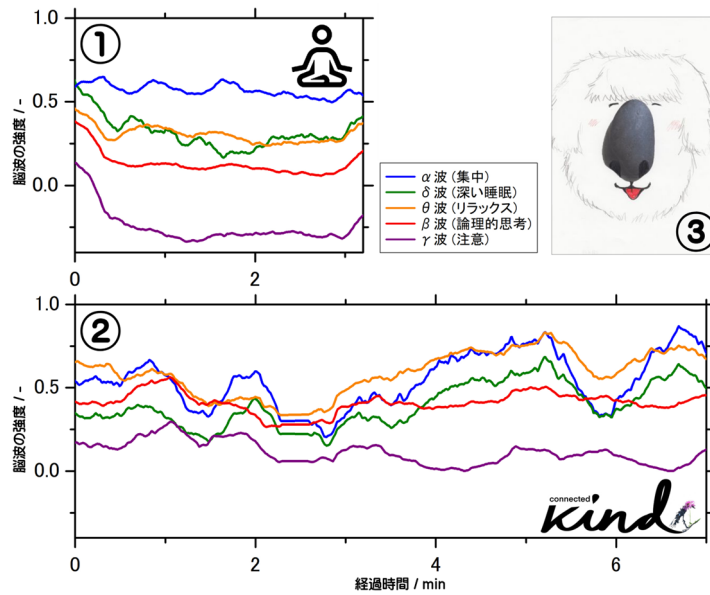 1.0
①
0.5
0.0
脳波の強度 / -
0
2
α 波 (集中)
δ 波 (深い睡眠)
θ 波 (リラックス)
β 波 (論理的思考)
γ 波 (注意)
③
1.0
②
0.5
0.0
脳波の強度 / -
connected
Kind
0
2
4
6
経過時間 / min